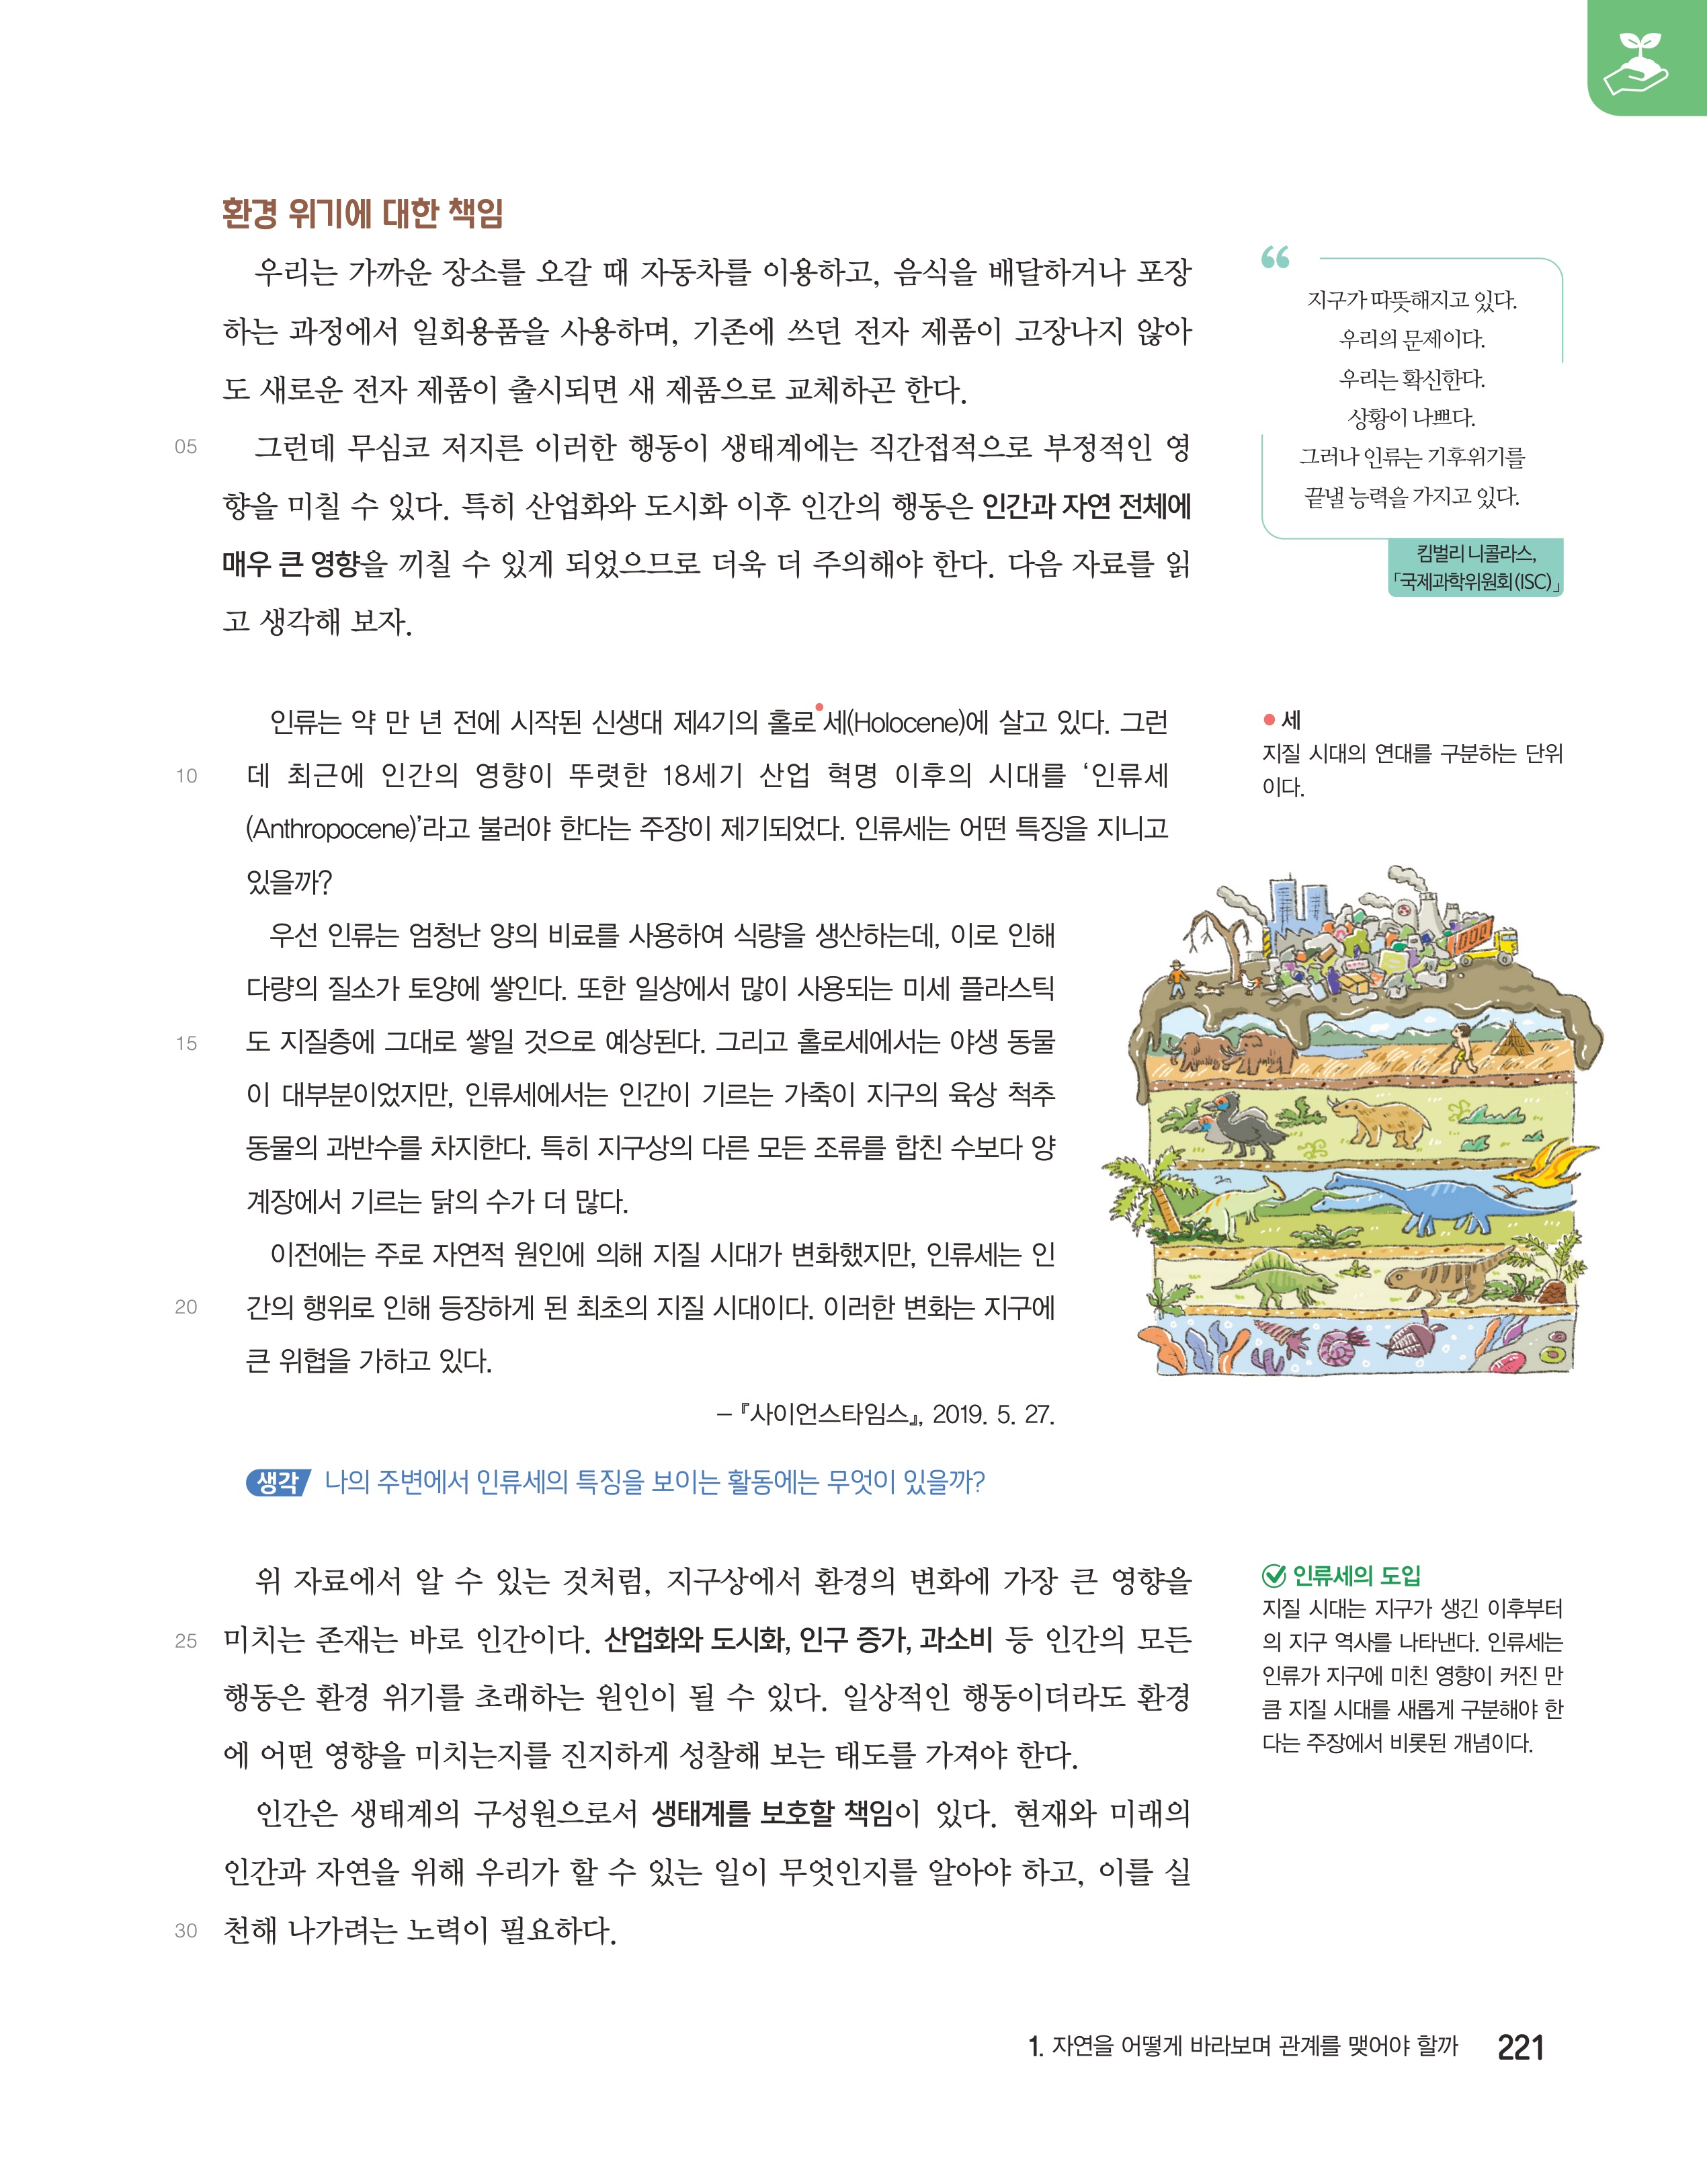 환경 위기에 대한 책임
우리는 가까운 장소를 오갈 때 자동차를 이용하고, 음식을 배달하거나 포장
하는 과정에서 일회용품을 사용하며, 기존에 쓰던 전자 제품이 고장나지 않아
도 새로운 전자 제품이 출시되면 새 제품으로 교체하곤 한다.
05 그런데 무심코 저지른 이러한 행동이 생태계에는 직간접적으로 부정적인 영
향을 미칠 수 있다. 특히 산업화와 도시화 이후 인간의 행동은 인간과 자연 전체에
매우 큰 영향을 끼칠 수 있게 되었으므로 더욱 더 주의해야 한다. 다음 자료를 읽
고 생각해 보자.
“
지구가 따뜻해지고 있다.
우리의 문제이다.
우리는 확신한다.
상황이 나쁘다.
그러나 인류는 기후위기를
끝낼 능력을 가지고 있다.
킴벌리 니콜라스,
「국제과학위원회(ISC)」
인류는 약 만 년 전에 시작된 신생대 제4기의 홀로세(Holocene)에 살고 있다. 그런
10 데 최근에 인간의 영향이 뚜렷한 18세기 산업 혁명 이후의 시대를 ‘인류세
(Anthropocene)’라고 불러야 한다는 주장이 제기되었다. 인류세는 어떤 특징을 지니고
있을까?
우선 인류는 엄청난 양의 비료를 사용하여 식량을 생산하는데, 이로 인해
다량의 질소가 토양에 쌓인다. 또한 일상에서 많이 사용되는 미세 플라스틱
15 도 지질층에 그대로 쌓일 것으로 예상된다. 그리고 홀로세에서는 야생 동물
이 대부분이었지만, 인류세에서는 인간이 기르는 가축이 지구의 육상 척추
동물의 과반수를 차지한다. 특히 지구상의 다른 모든 조류를 합친 수보다 양
계장에서 기르는 닭의 수가 더 많다.
이전에는 주로 자연적 원인에 의해 지질 시대가 변화했지만, 인류세는 인
20 간의 행위로 인해 등장하게 된 최초의 지질 시대이다. 이러한 변화는 지구에
큰 위협을 가하고 있다.
– 『사이언스타임스』, 2019. 5. 27.
● 세
지질 시대의 연대를 구분하는 단위
이다.
생각 나의 주변에서 인류세의 특징을 보이는 활동에는 무엇이 있을까?
위 자료에서 알 수 있는 것처럼, 지구상에서 환경의 변화에 가장 큰 영향을
25 미치는 존재는 바로 인간이다. 산업화와 도시화, 인구 증가, 과소비 등 인간의 모든
행동은 환경 위기를 초래하는 원인이 될 수 있다. 일상적인 행동이더라도 환경
에 어떤 영향을 미치는지를 진지하게 성찰해 보는 태도를 가져야 한다.
인간은 생태계의 구성원으로서 생태계를 보호할 책임이 있다. 현재와 미래의
인간과 자연을 위해 우리가 할 수 있는 일이 무엇인지를 알아야 하고, 이를 실
30 천해 나가려는 노력이 필요하다.
인류세의 도입
지질 시대는 지구가 생긴 이후부터
의 지구 역사를 나타낸다. 인류세는
인류가 지구에 미친 영향이 커진 만
큼 지질 시대를 새롭게 구분해야 한
다는 주장에서 비롯된 개념이다.
1. 자연을 어떻게 바라보며 관계를 맺어야 할까 221